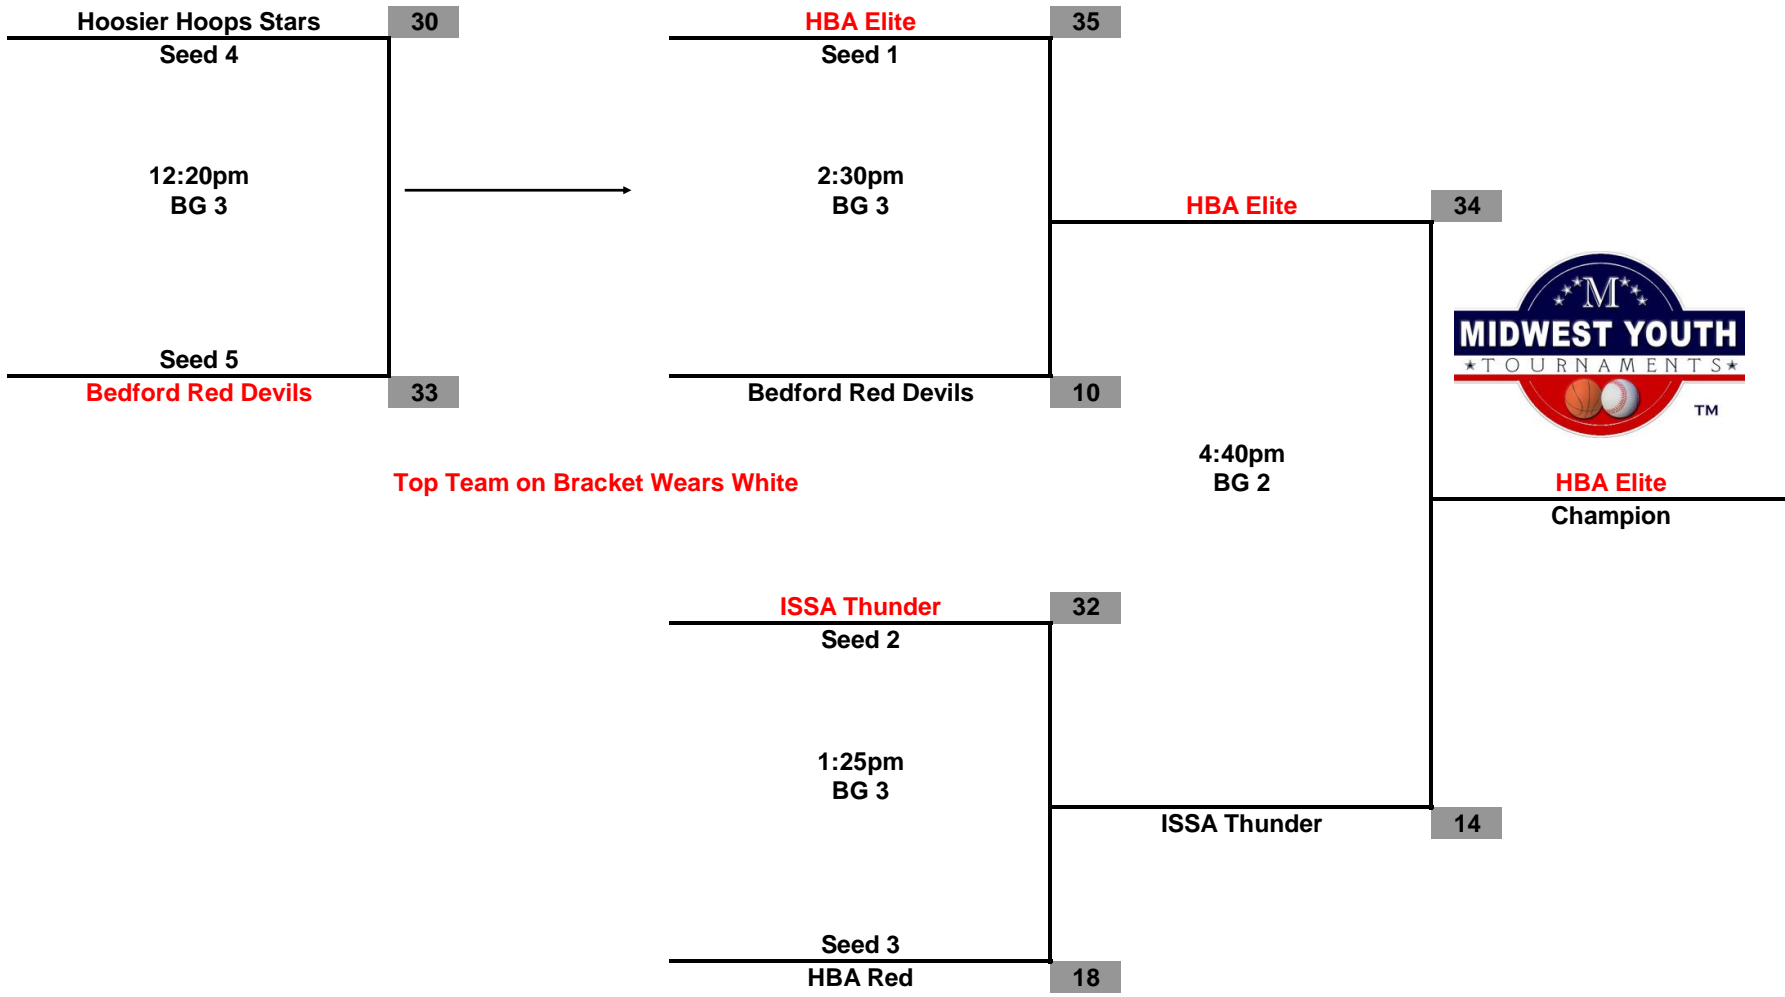 Hoosier Hoops Stars 30
Seed 4
12:20pm
BG 3
Seed 5
Bedford Red Devils 33
HBA Elite 35
Seed 1
2:30pm
BG 3
Bedford Red Devils 10
Top Team on Bracket Wears White
ISSA Thunder 32
Seed 2
1:25pm
BG 3
Seed 3
HBA Red 18
HBA Elite 34
4:40pm
BG 2
ISSA Thunder 14
M
MIDWEST YOUTH
TOURNAMENTS
TM
HBA Elite
Champion